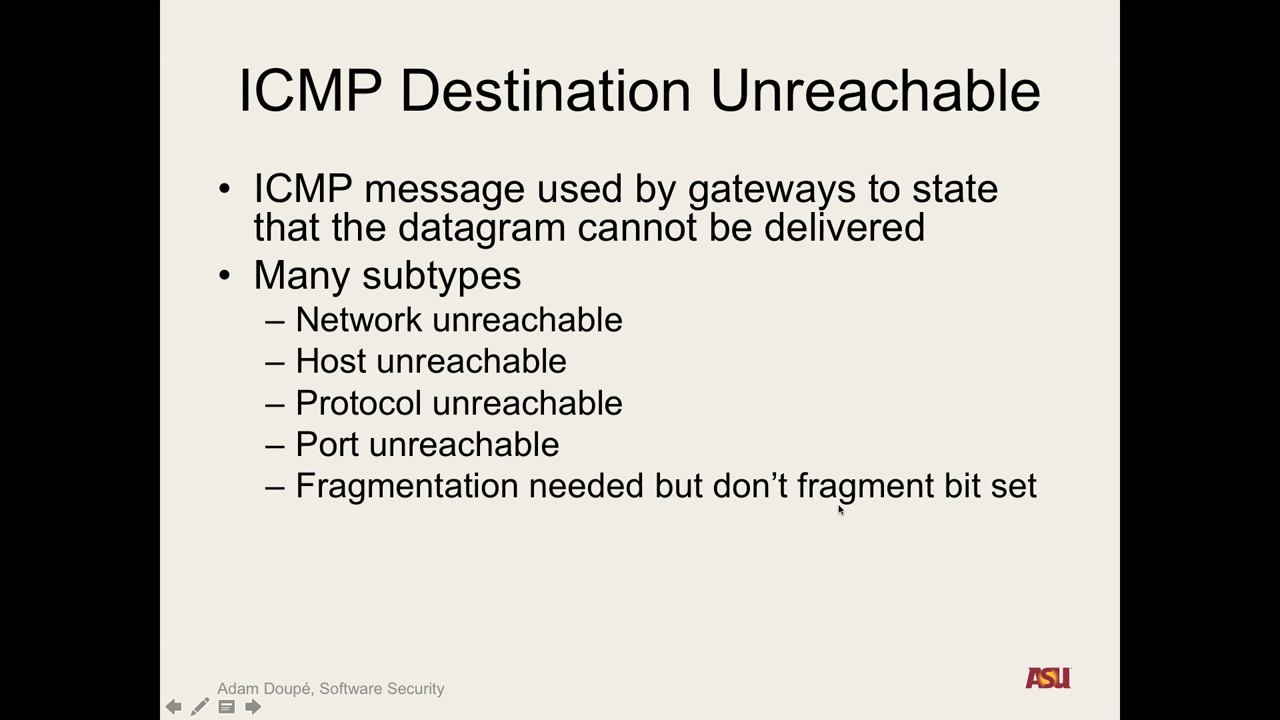 ICMP Destination Unreachable
• ICMP message used by gateways to state
that the datagram cannot be delivered
• Many subtypes
– Network unreachable
– Host unreachable
– Protocol unreachable
– Port unreachable
– Fragmentation needed but don’t fragment bit set
Adam Doupé, Software Security
ASU